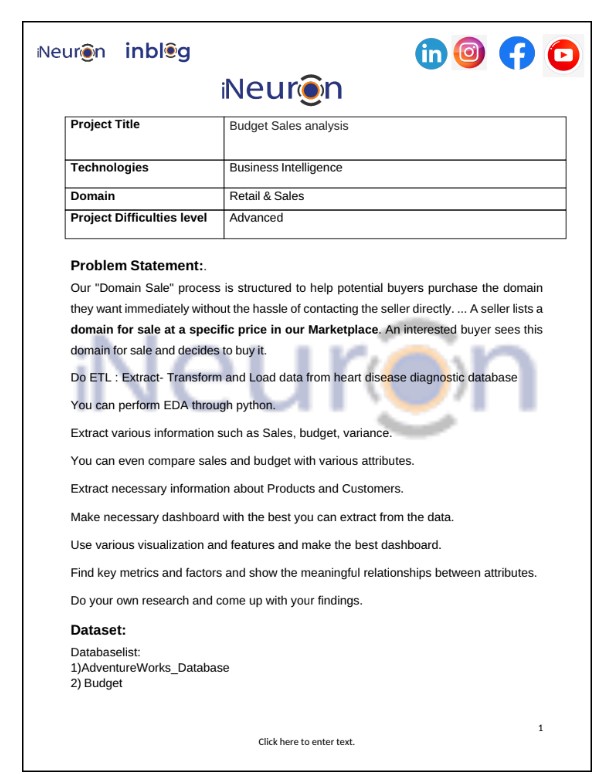 iNeuron inblog
iNeuron
Project Title Budget Sales analysis
Technologies Business Intelligence
Domain Retail & Sales
Project Difficulties level Advanced
Problem Statement:.
Our "Domain Sale" process is structured to help potential buyers purchase the domain
they want immediately without the hassle of contacting the seller directly. ... A seller lists a
domain for sale at a specific price in our Marketplace. An interested buyer sees this
domain for sale and decides to buy it.
Do ETL : Extract- Transform and Load data from heart disease diagnostic database
You can perform EDA through python.
Extract various information such as Sales, budget, variance.
You can even compare sales and budget with various attributes.
Extract necessary information about Products and Customers.
Make necessary dashboard with the best you can extract from the data.
Use various visualization and features and make the best dashboard.
Find key metrics and factors and show the meaningful relationships between attributes.
Do your own research and come up with your findings.
Dataset:
Databaselist:
1)AdventureWorks_Database
2) Budget
1
Click here to enter text.